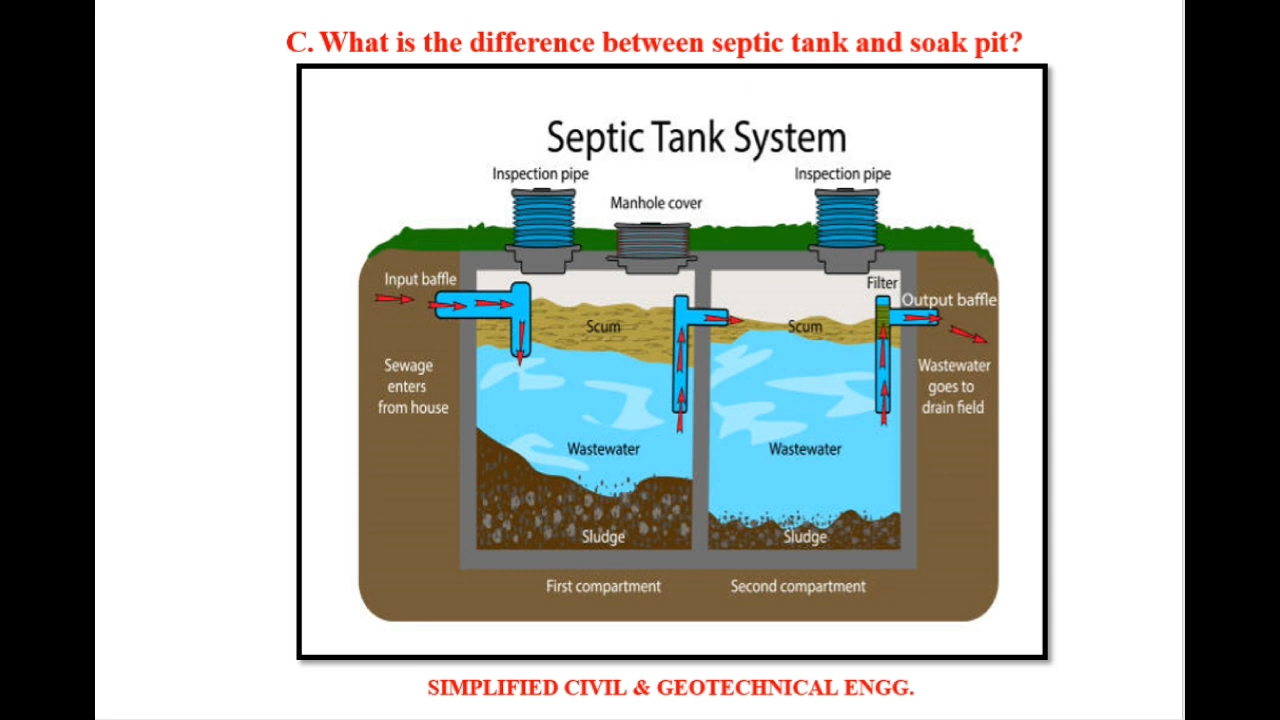 C. What is the difference between septic tank and soak pit?
Septic Tank System
Inspection pipe
Inspection pipe
Manhole cover
Input baffle
Filter
Output baffle
Scum
Scum
Sewage
enters
from house
Wastewater
goes to
drain field
Wastewater
Wastewater
Sludge
Sludge
First compartment
Second compartment
SIMPLIFIED CIVIL & GEOTECHNICAL ENGG.